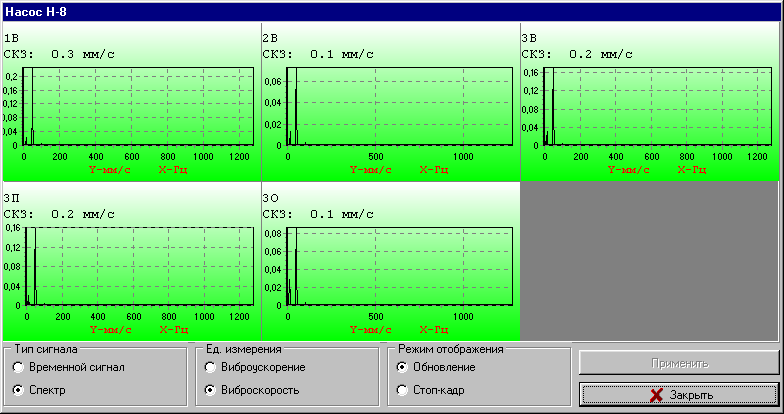 Насос Н-8
1В
СКЗ: 0.3 мм/с
0,2
0,16
0,12
0,08
0,04
0
0 200 400 600 800 1000 1200
Y-мм/с X-Гц
2В
СКЗ: 0.1 мм/с
0,06
0,04
0,02
0
0 500 1000
Y-мм/с X-Гц
3В
СКЗ: 0.2 мм/с
0,16
0,12
0,08
0,04
0
0 200 400 600 800 1000 1200
Y-мм/с X-Гц
3П
СКЗ: 0.2 мм/с
0,16
0,12
0,08
0,04
0
0 200 400 600 800 1000 1200
Y-мм/с X-Гц
3О
СКЗ: 0.1 мм/с
0,08
0,06
0,04
0,02
0
0 500 1000
Y-мм/с X-Гц
Тип сигнала
Временной сигнал
Спектр
Ед. измерения
Виброускорение
Виброскорость
Режим отображения
Обновление
Стоп-кадр
Применить
Закрыть